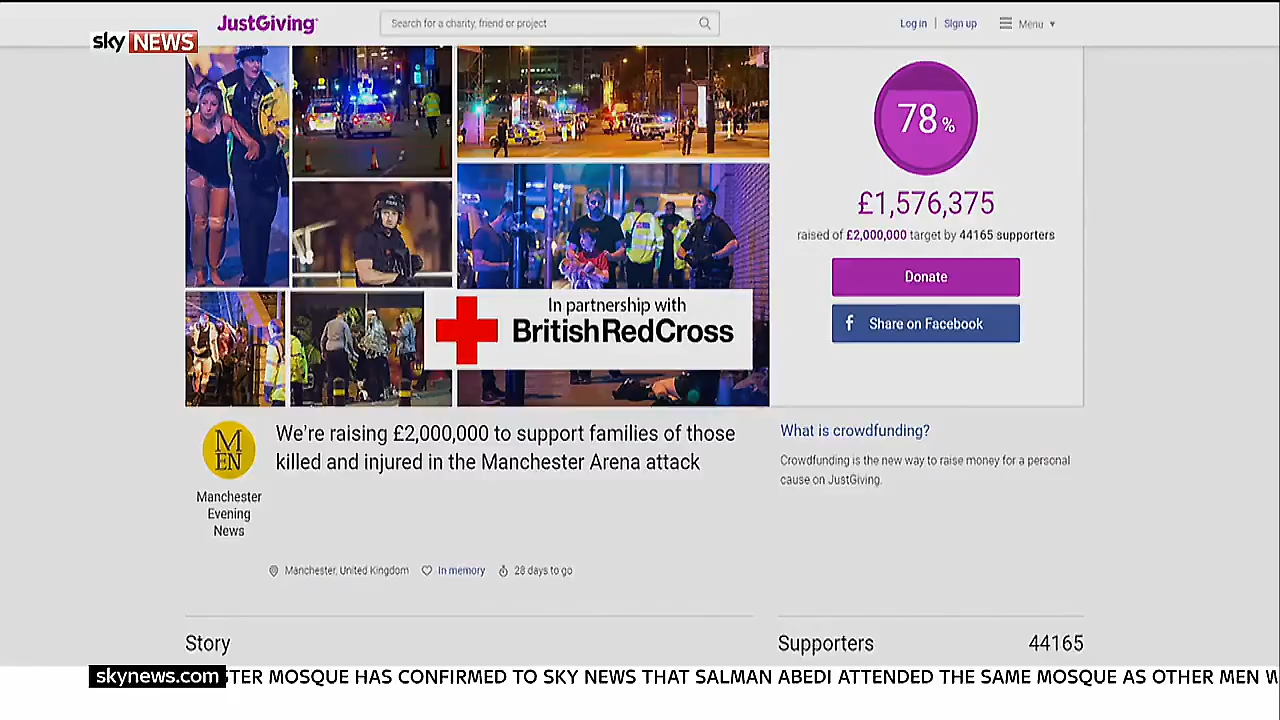 JustGiving
Search for a charity, friend or project
Log in | Sign up
Menu
sky NEWS
78 %
£1,576,375
raised of £2,000,000 target by 44165 supporters
Donate
f Share on Facebook
In partnership with
BritishRedCross
M
EN
We're raising £2,000,000 to support families of those
killed and injured in the Manchester Arena attack
Manchester
Evening
News
What is crowdfunding?
Crowdfunding is the new way to raise money for a personal
cause on JustGiving.
Manchester, United Kingdom
In memory
28 days to go
Story
Supporters 44165
skynews.com
TER MOSQUE HAS CONFIRMED TO SKY NEWS THAT SALMAN ABEDI ATTENDED THE SAME MOSQUE AS OTHER MEN W